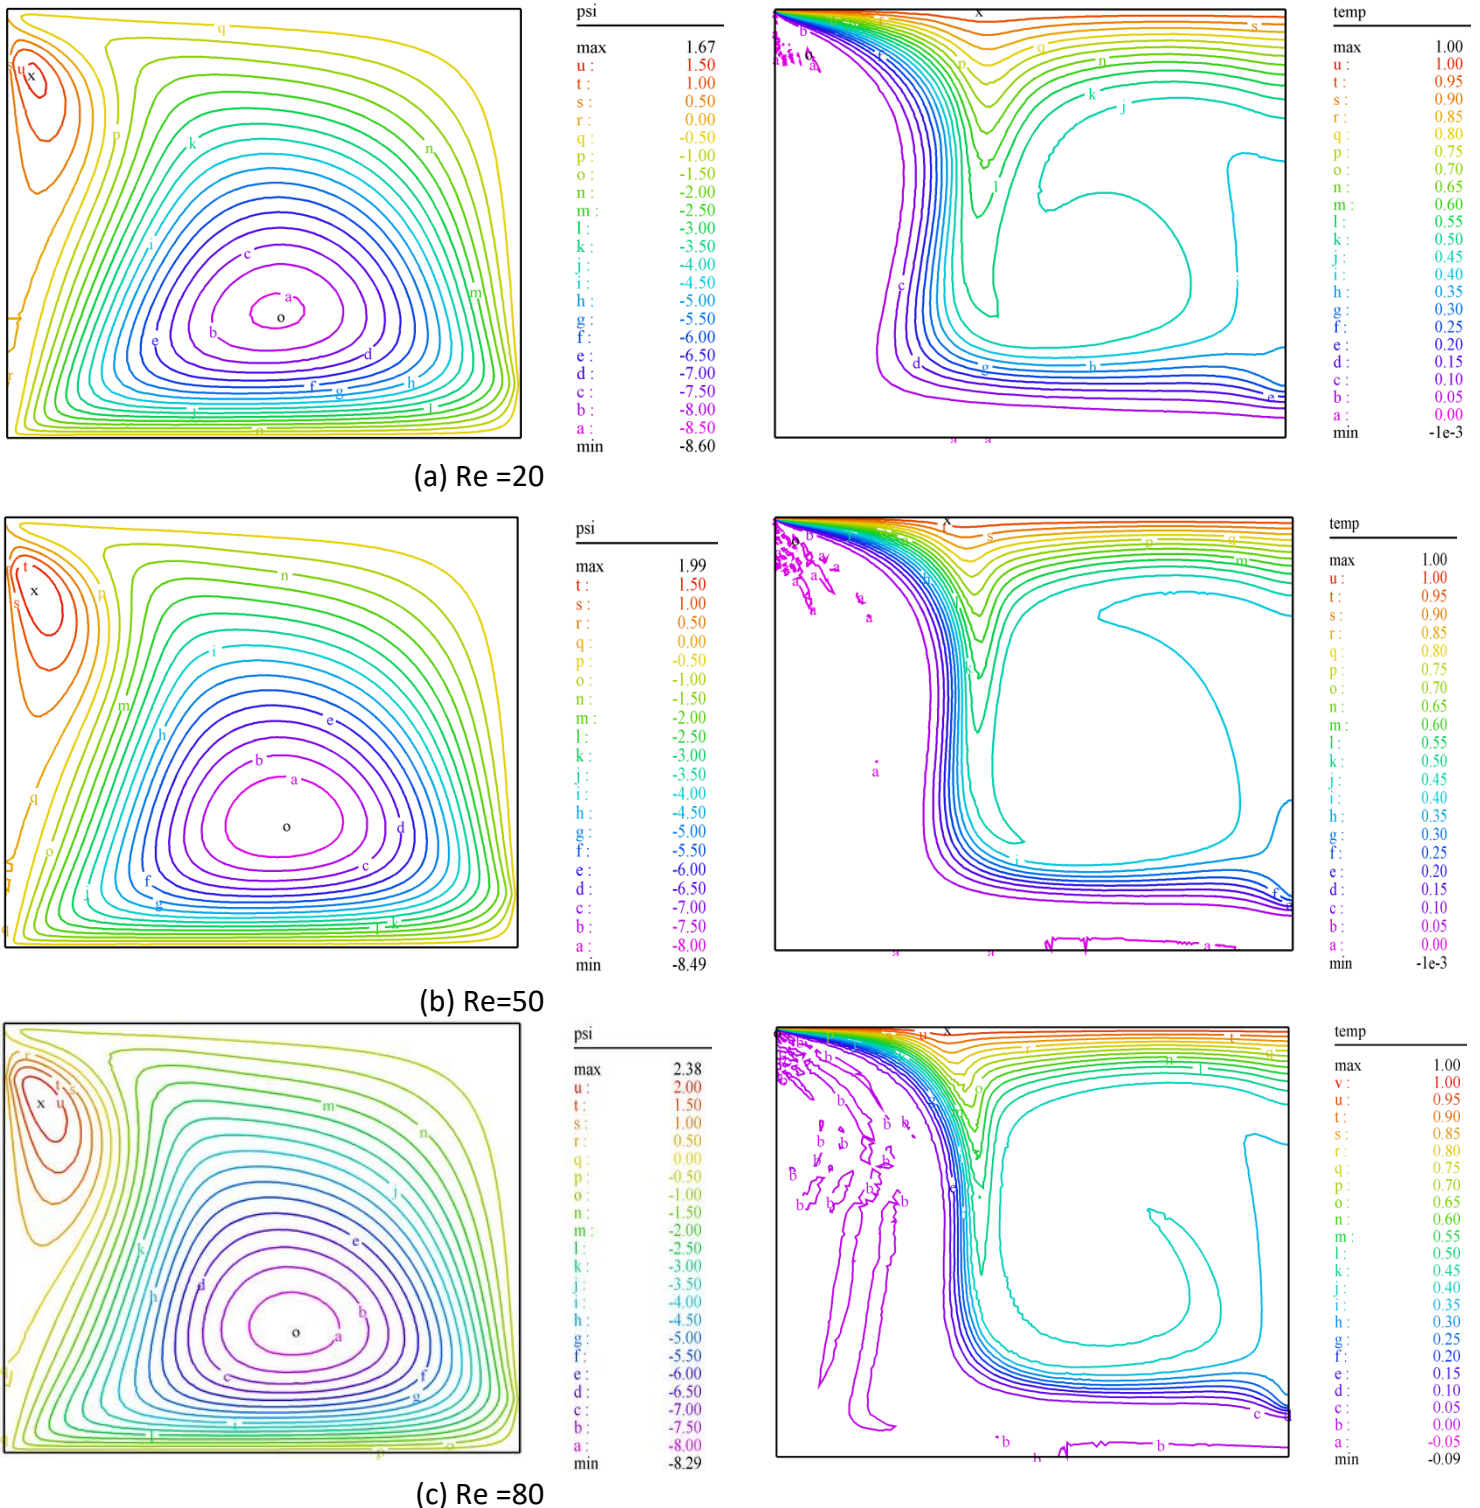 psi
max 1.67
u : 1.50
t : 1.00
s : 0.50
r : 0.00
q : -0.50
p : -1.00
o : -1.50
n : -2.00
m : -2.50
l : -3.00
k : -3.50
j : -4.00
i : -4.50
h : -5.00
g : -5.50
f : -6.00
e : -6.50
d : -7.00
c : -7.50
b : -8.00
a : -8.50
min -8.60
temp
max 1.00
u : 1.00
t : 0.95
s : 0.90
r : 0.85
q : 0.80
p : 0.75
o : 0.70
n : 0.65
m : 0.60
l : 0.55
k : 0.50
j : 0.45
i : 0.40
h : 0.35
g : 0.30
f : 0.25
e : 0.20
d : 0.15
c : 0.10
b : 0.05
a : 0.00
min -1e-3
(a) Re =20
psi
max 1.99
t : 1.50
s : 1.00
r : 0.50
q : 0.00
p : -0.50
o : -1.00
n : -1.50
m : -2.00
l : -2.50
k : -3.00
j : -3.50
i : -4.00
h : -4.50
g : -5.00
f : -5.50
e : -6.00
d : -6.50
c : -7.00
b : -7.50
a : -8.00
min -8.49
temp
max 1.00
u : 1.00
t : 0.95
s : 0.90
r : 0.85
q : 0.80
p : 0.75
o : 0.70
n : 0.65
m : 0.60
l : 0.55
k : 0.50
j : 0.45
i : 0.40
h : 0.35
g : 0.30
f : 0.25
e : 0.20
d : 0.15
c : 0.10
b : 0.05
a : 0.00
min -1e-3
(b) Re=50
psi
max 2.38
u : 2.00
t : 1.50
s : 1.00
r : 0.50
q : 0.00
p : -0.50
o : -1.00
n : -1.50
m : -2.00
l : -2.50
k : -3.00
j : -3.50
i : -4.00
h : -4.50
g : -5.00
f : -5.50
e : -6.00
d : -6.50
c : -7.00
b : -7.50
a : -8.00
min -8.29
temp
max 1.00
v : 1.00
u : 0.95
t : 0.90
s : 0.85
r : 0.80
q : 0.75
p : 0.70
o : 0.65
n : 0.60
m : 0.55
l : 0.50
k : 0.45
j : 0.40
i : 0.35
h : 0.30
g : 0.25
f : 0.20
e : 0.15
d : 0.10
c : 0.05
b : 0.00
a : -0.05
min -0.09
(c) Re =80